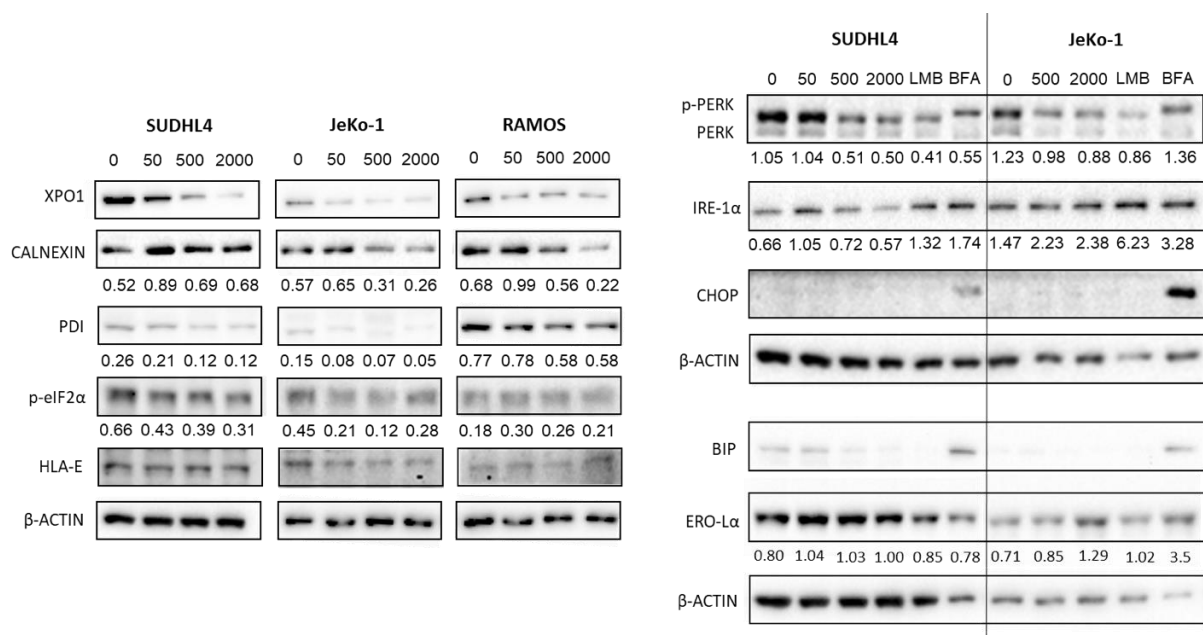 SUDHL4 JeKo-1 RAMOS
0 50 500 2000 0 50 500 2000 0 50 500 2000
XPO1
CALNEXIN
0.52 0.89 0.69 0.68 0.57 0.65 0.31 0.26 0.68 0.99 0.56 0.22
PDI
0.26 0.21 0.12 0.12 0.15 0.08 0.07 0.05 0.77 0.78 0.58 0.58
p-eIF2α
0.66 0.43 0.39 0.31 0.45 0.21 0.12 0.28 0.18 0.30 0.26 0.21
HLA-E
β-ACTIN
SUDHL4 JeKo-1
0 50 500 2000 LMB BFA 0 500 2000 LMB BFA
p-PERK
PERK
1.05 1.04 0.51 0.50 0.41 0.55 1.23 0.98 0.88 0.86 1.36
IRE-1α
0.66 1.05 0.72 0.57 1.32 1.74 1.47 2.23 2.38 6.23 3.28
CHOP
β-ACTIN
BIP
ERO-Lα
0.80 1.04 1.03 1.00 0.85 0.78 0.71 0.85 1.29 1.02 3.5
β-ACTIN